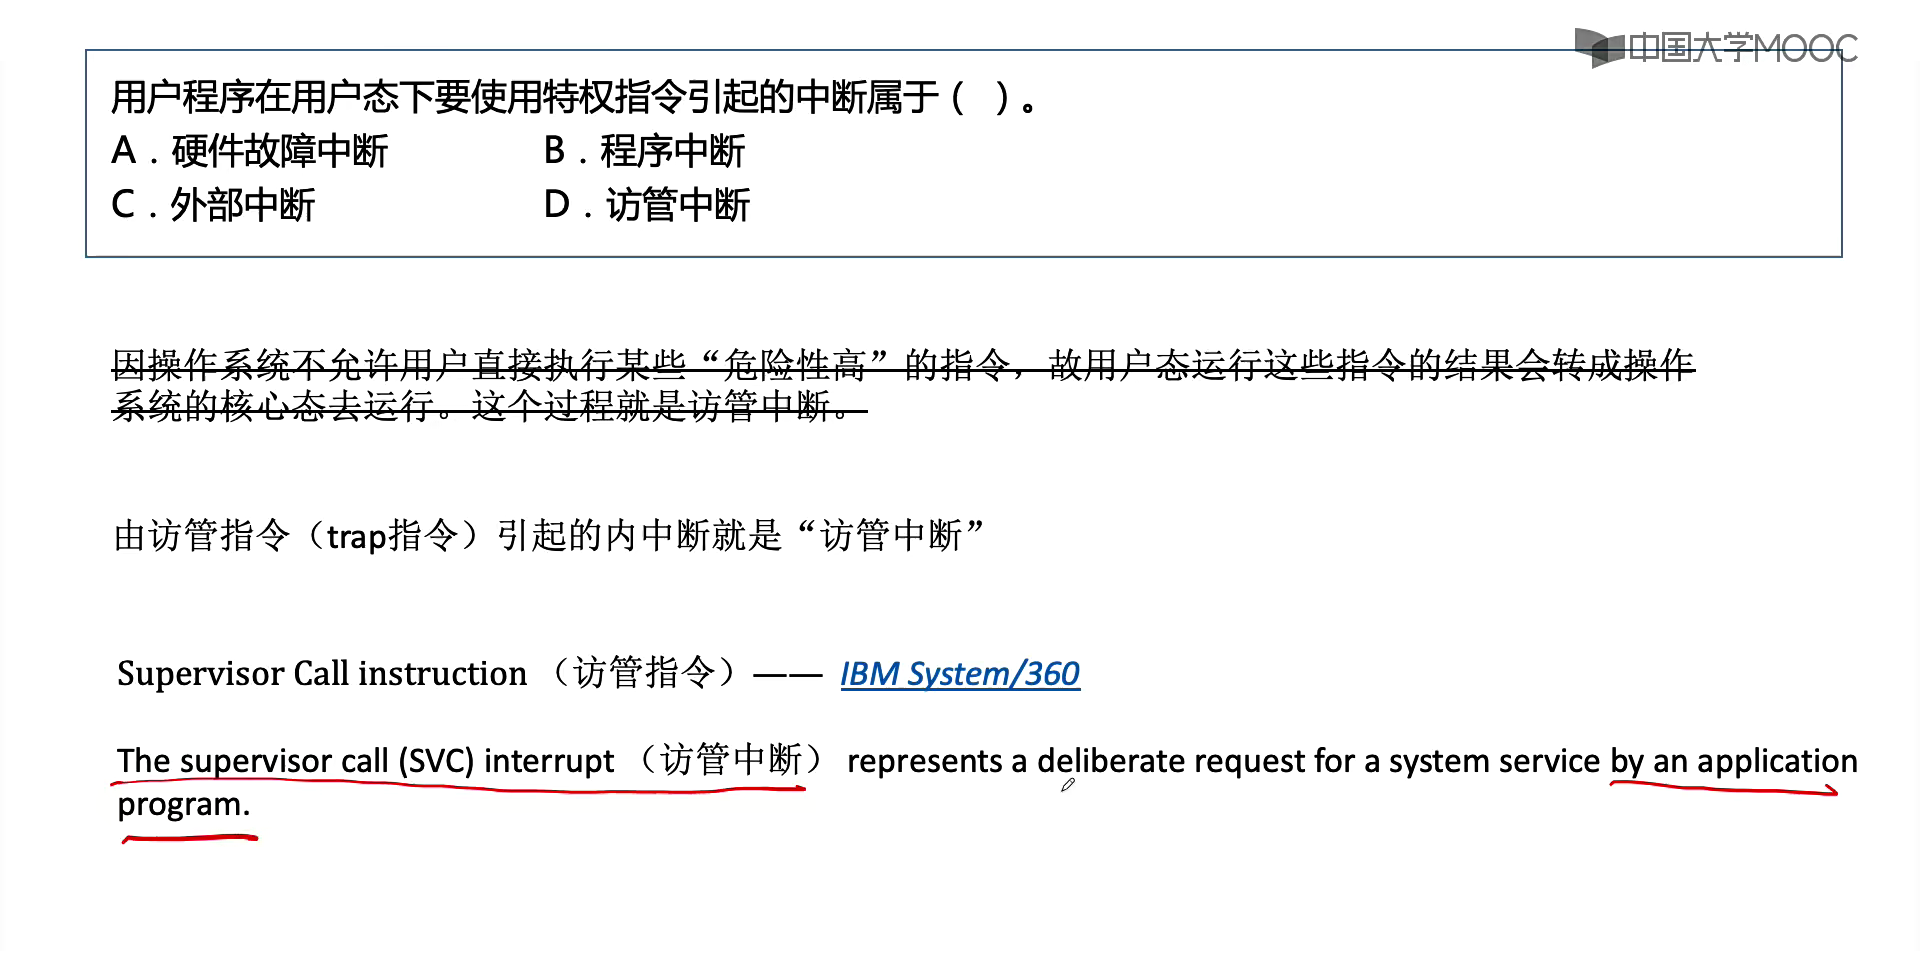 中国大学MOOC
用户程序在用户态下要使用特权指令引起的中断属于（ ）。
A．硬件故障中断 B．程序中断
C．外部中断 D．访管中断
因操作系统不允许用户直接执行某些“危险性高”的指令，故用户态运行这些指令的结果会转成操作
系统的核心态去运行。这个过程就是访管中断。
由访管指令（trap指令）引起的内中断就是“访管中断”
Supervisor Call instruction （访管指令）—— IBM System/360
The supervisor call (SVC) interrupt （访管中断） represents a deliberate request for a system service by an application
program.